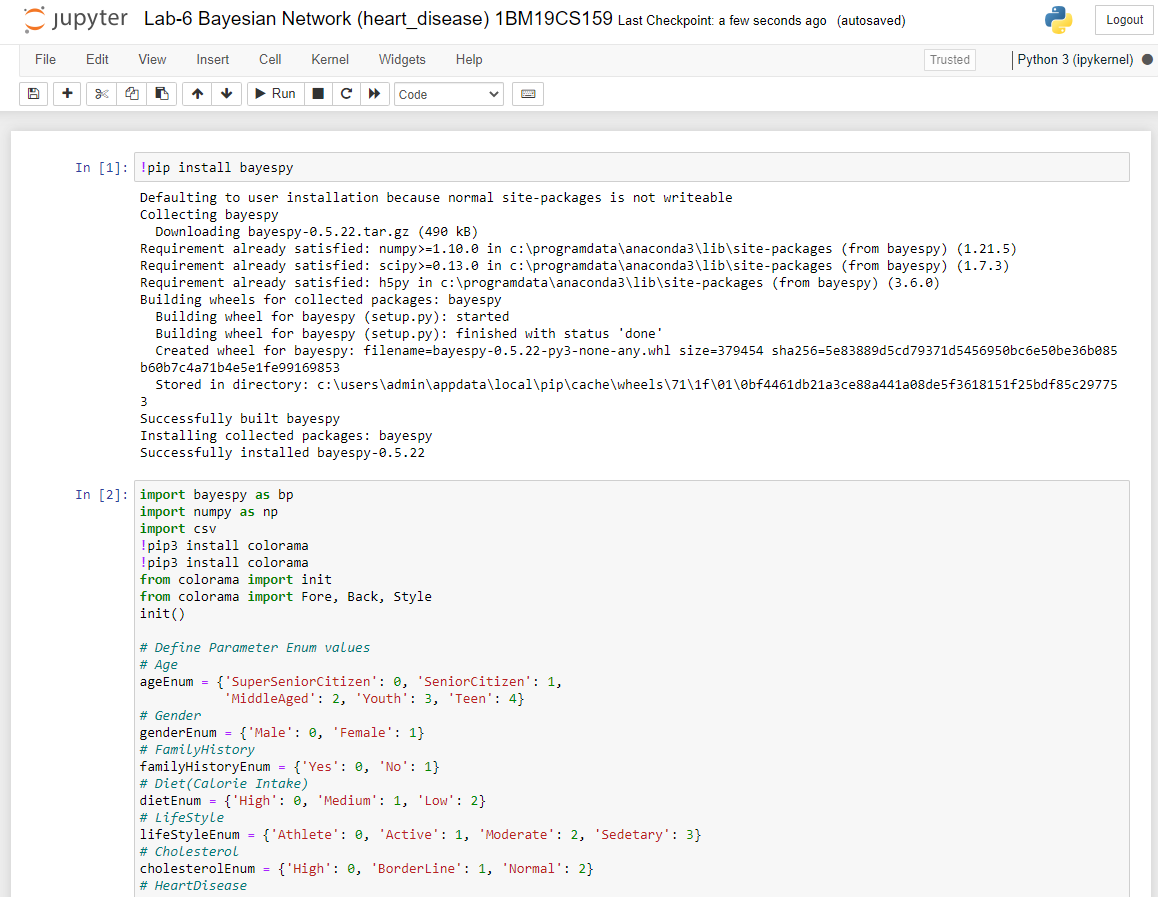 jupyter Lab-6 Bayesian Network (heart_disease) 1BM19CS159 Last Checkpoint: a few seconds ago (autosaved) Logout
File Edit View Insert Cell Kernel Widgets Help Trusted Python 3 (ipykernel)
Run Code
In [1]: !pip install bayespy
Defaulting to user installation because normal site-packages is not writeable
Collecting bayespy
  Downloading bayespy-0.5.22.tar.gz (490 kB)
Requirement already satisfied: numpy>=1.10.0 in c:\programdata\anaconda3\lib\site-packages (from bayespy) (1.21.5)
Requirement already satisfied: scipy>=0.13.0 in c:\programdata\anaconda3\lib\site-packages (from bayespy) (1.7.3)
Requirement already satisfied: h5py in c:\programdata\anaconda3\lib\site-packages (from bayespy) (3.6.0)
Building wheels for collected packages: bayespy
  Building wheel for bayespy (setup.py): started
  Building wheel for bayespy (setup.py): finished with status 'done'
  Created wheel for bayespy: filename=bayespy-0.5.22-py3-none-any.whl size=379454 sha256=5e83889d5cd79371d5456950bc6e50be36b085
b60b7c4a71b4e5e1fe99169853
  Stored in directory: c:\users\admin\appdata\local\pip\cache\wheels\71\1f\01\0bf4461db21a3ce88a441a08de5f3618151f25bdf85c29775
3
Successfully built bayespy
Installing collected packages: bayespy
Successfully installed bayespy-0.5.22
In [2]: import bayespy as bp
import numpy as np
import csv
!pip3 install colorama
!pip3 install colorama
from colorama import init
from colorama import Fore, Back, Style
init()
# Define Parameter Enum values
# Age
ageEnum = {'SuperSeniorCitizen': 0, 'SeniorCitizen': 1,
           'MiddleAged': 2, 'Youth': 3, 'Teen': 4}
# Gender
genderEnum = {'Male': 0, 'Female': 1}
# FamilyHistory
familyHistoryEnum = {'Yes': 0, 'No': 1}
# Diet(Calorie Intake)
dietEnum = {'High': 0, 'Medium': 1, 'Low': 2}
# LifeStyle
lifeStyleEnum = {'Athlete': 0, 'Active': 1, 'Moderate': 2, 'Sedetary': 3}
# Cholesterol
cholesterolEnum = {'High': 0, 'BorderLine': 1, 'Normal': 2}
# HeartDisease